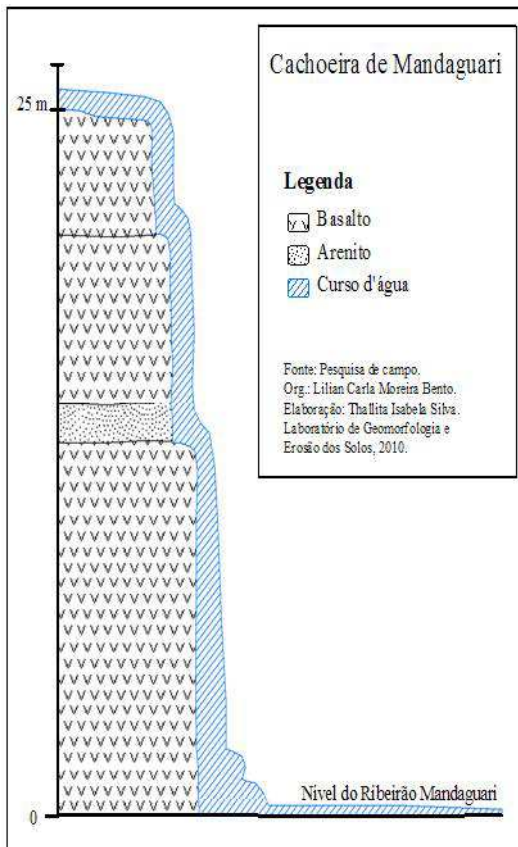 Cachoeira de Mandaguari
25 m
Legenda
Basalto
Arenito
Curso d'água
Fonte: Pesquisa de campo.
Org.: Lilian Carla Moreira Bento.
Elaboração: Thallita Isabela Silva.
Laboratório de Geomorfologia e
Erosão dos Solos, 2010.
Nível do Ribeirão Mandaguari
0